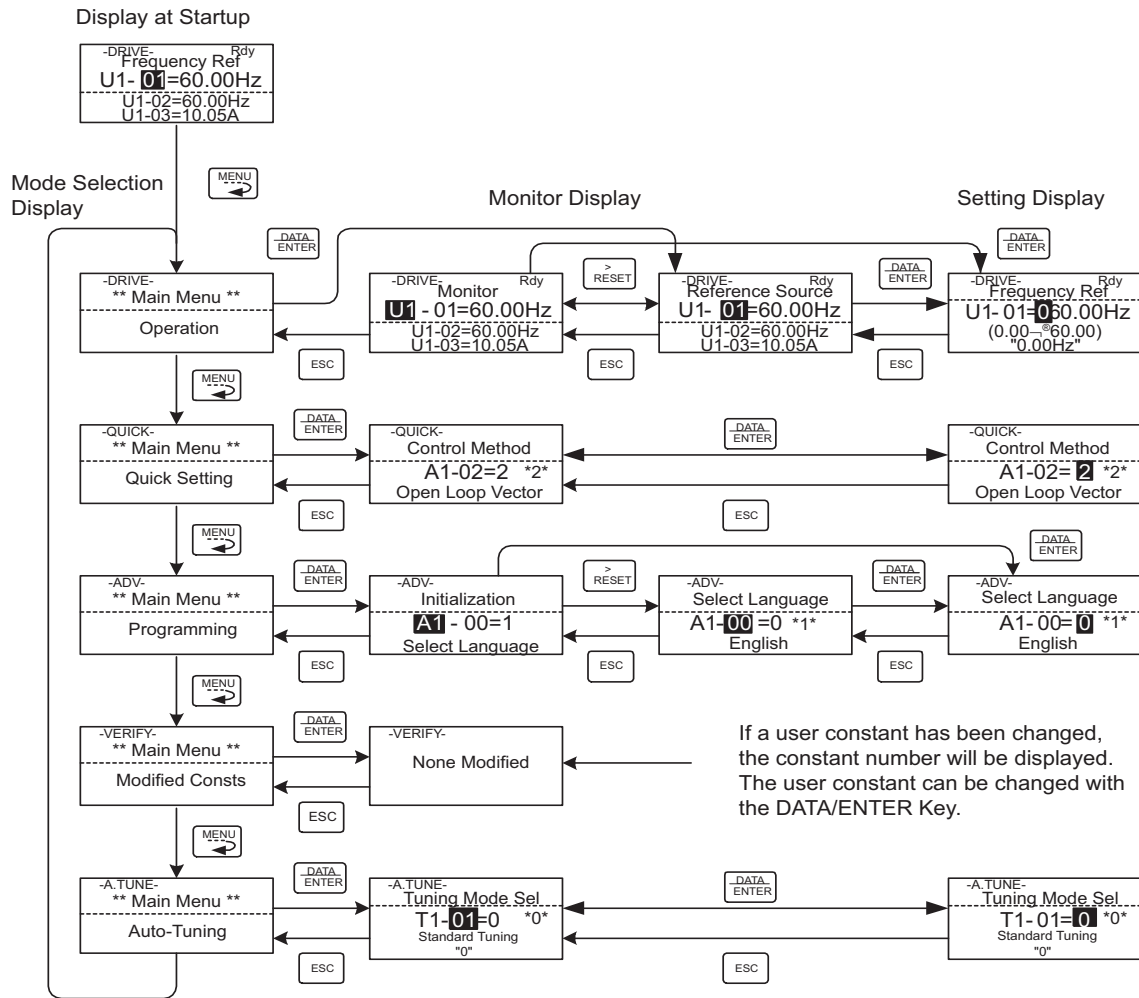 Display at Startup
-DRIVE- Rdy
Frequency Ref
U1- 01=60.00Hz
U1-02=60.00Hz
U1-03=10.05A
MENU
Mode Selection
Display
Monitor Display
Setting Display
DATA
ENTER
DATA
ENTER
-DRIVE-
** Main Menu **
Operation
-DRIVE- Rdy
Monitor
U1 - 01=60.00Hz
U1-02=60.00Hz
U1-03=10.05A
>
RESET
-DRIVE- Rdy
Reference Source
U1- 01=60.00Hz
U1-02=60.00Hz
U1-03=10.05A
DATA
ENTER
-DRIVE- Rdy
Frequency Ref
U1- 01=060.00Hz
(0.00¬®60.00)
"0.00Hz"
ESC
ESC
ESC
MENU
-QUICK-
** Main Menu **
Quick Setting
DATA
ENTER
-QUICK-
Control Method
A1-02=2 *2*
Open Loop Vector
DATA
ENTER
-QUICK-
Control Method
A1-02= 2 *2*
Open Loop Vector
ESC
ESC
MENU
DATA
ENTER
-ADV-
** Main Menu **
Programming
DATA
ENTER
-ADV-
Initialization
A1 - 00=1
Select Language
>
RESET
-ADV-
Select Language
A1-00 =0 *1*
English
DATA
ENTER
-ADV-
Select Language
A1- 00= 0 *1*
English
ESC
ESC
ESC
MENU
-VERIFY-
** Main Menu **
Modified Consts
DATA
ENTER
-VERIFY-
None Modified
If a user constant has been changed,
the constant number will be displayed.
The user constant can be changed with
the DATA/ENTER Key.
ESC
MENU
-A.TUNE-
** Main Menu **
Auto-Tuning
DATA
ENTER
-A.TUNE-
Tuning Mode Sel
T1-01=0 *0*
Standard Tuning
"0"
DATA
ENTER
-A.TUNE-
Tuning Mode Sel
T1- 01= 0 *0*
Standard Tuning
"0"
ESC
ESC